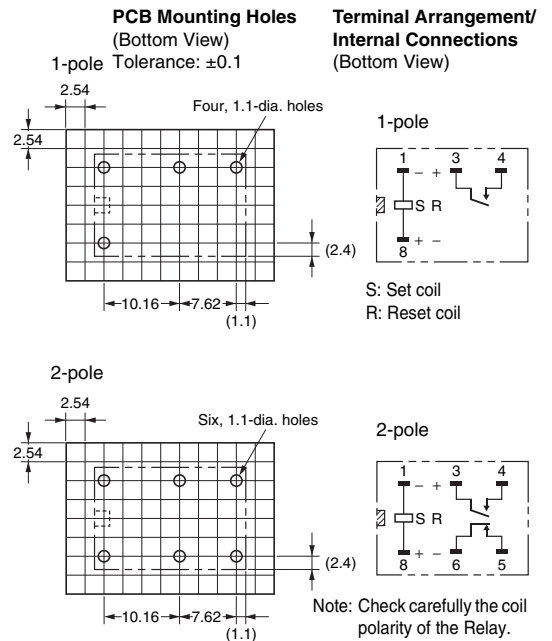 PCB Mounting Holes
(Bottom View)
Tolerance: ±0.1
Terminal Arrangement/
Internal Connections
(Bottom View)
1-pole
2.54
2.54
Four, 1.1-dia. holes
(2.4)
10.16
7.62
(1.1)
1-pole
1 - + 3 4
S R
8 + -
S: Set coil
R: Reset coil
2-pole
2.54
2.54
Six, 1.1-dia. holes
(2.4)
10.16
7.62
(1.1)
2-pole
1 - + 3 4
S R
8 + - 6 5
Note: Check carefully the coil
polarity of the Relay.